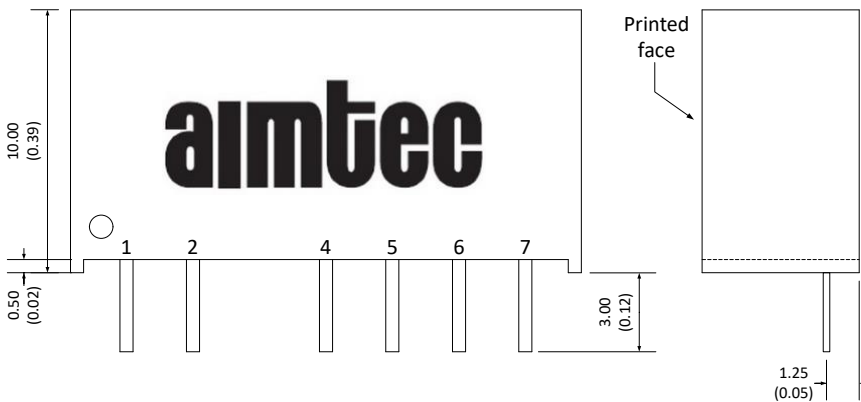 Printed
face
10.00
(0.39)
aimtec
1 2 4 5 6 7
0.50
(0.02)
3.00
(0.12)
1.25
(0.05)